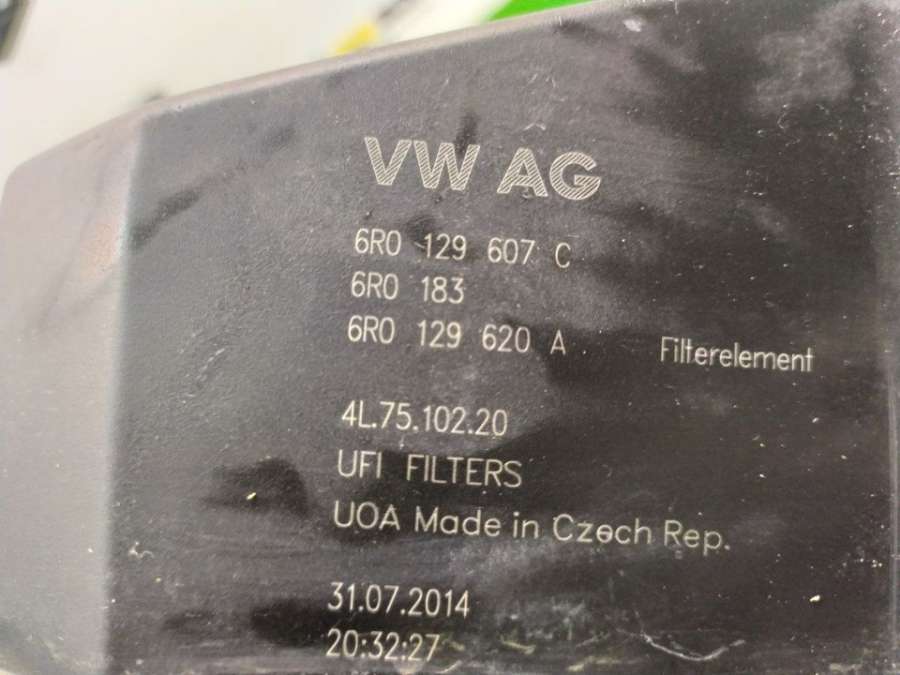 VW AG
6R0 129 607 C
6R0 183
6R0 129 620 A Filterelement
4L.75.102.20
UFI FILTERS
UOA Made in Czech Rep.
31.07.2014
20:32:27